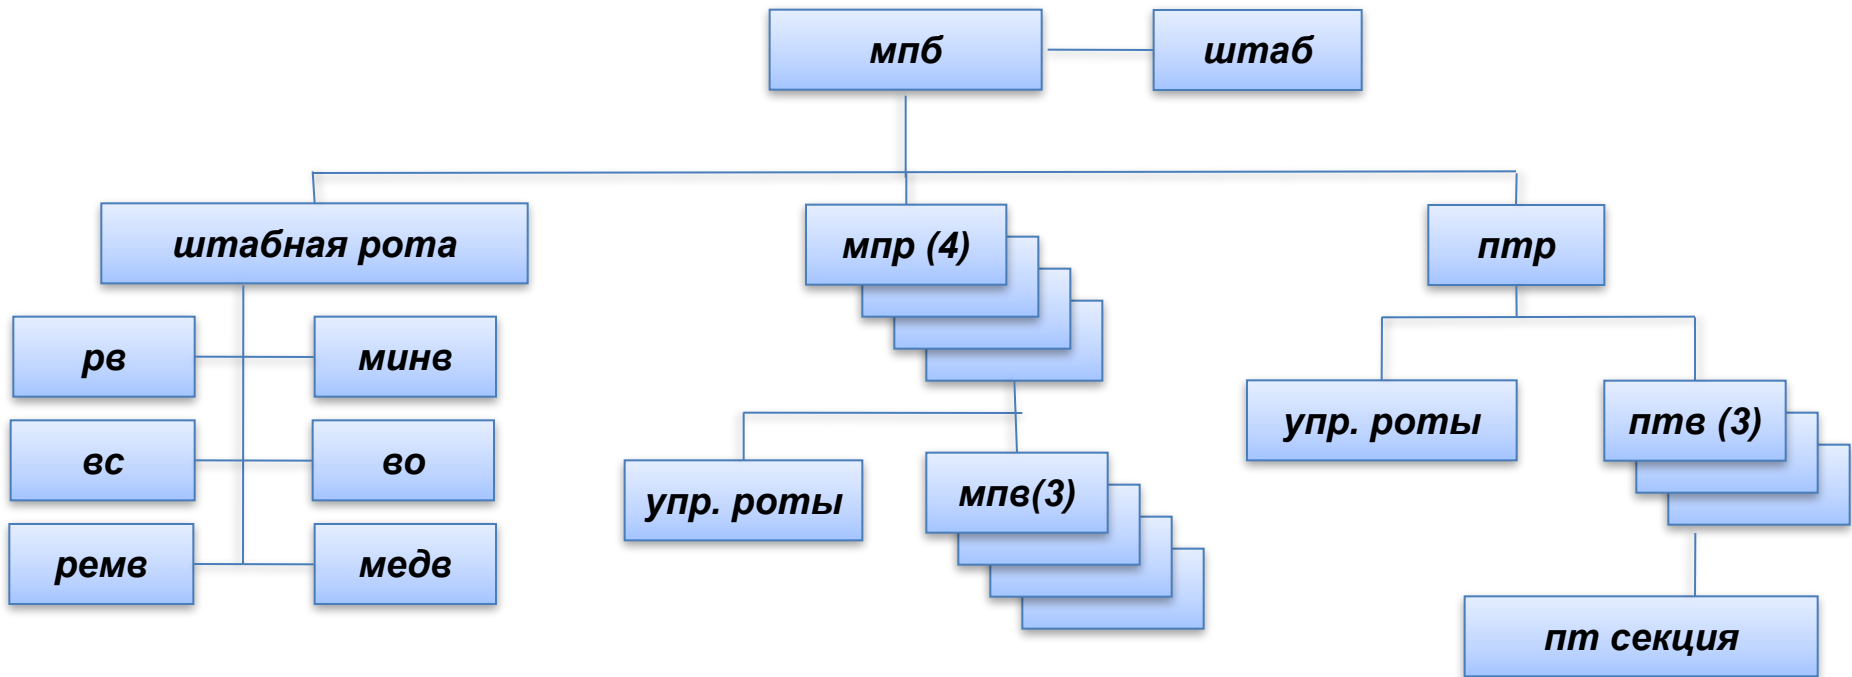 мпб
штаб
штабная рота
мпр (4)
птр
рв
минв
вс
во
ремв
медв
упр. роты
мпв(3)
упр. роты
птв (3)
пт секция